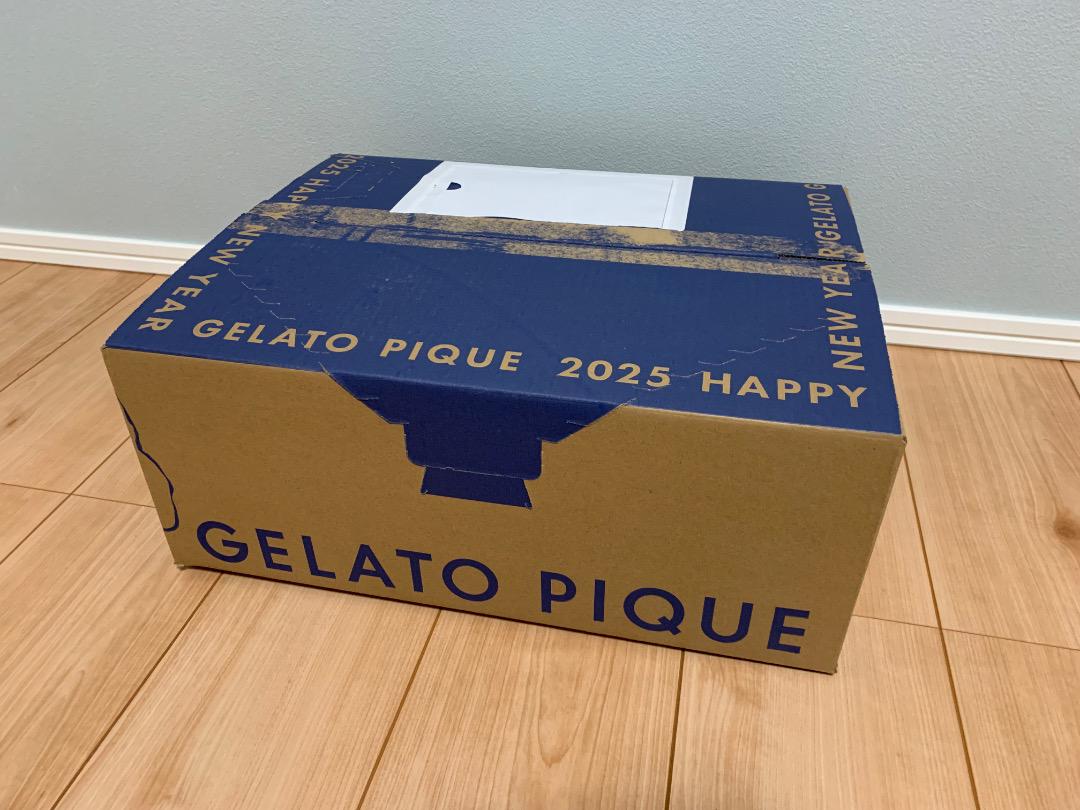 2025 HAPPY NEW YEAR
GELATO G
NEW YEAR
GELATO PIQUE 2025 HAPPY
GELATO PIQUE